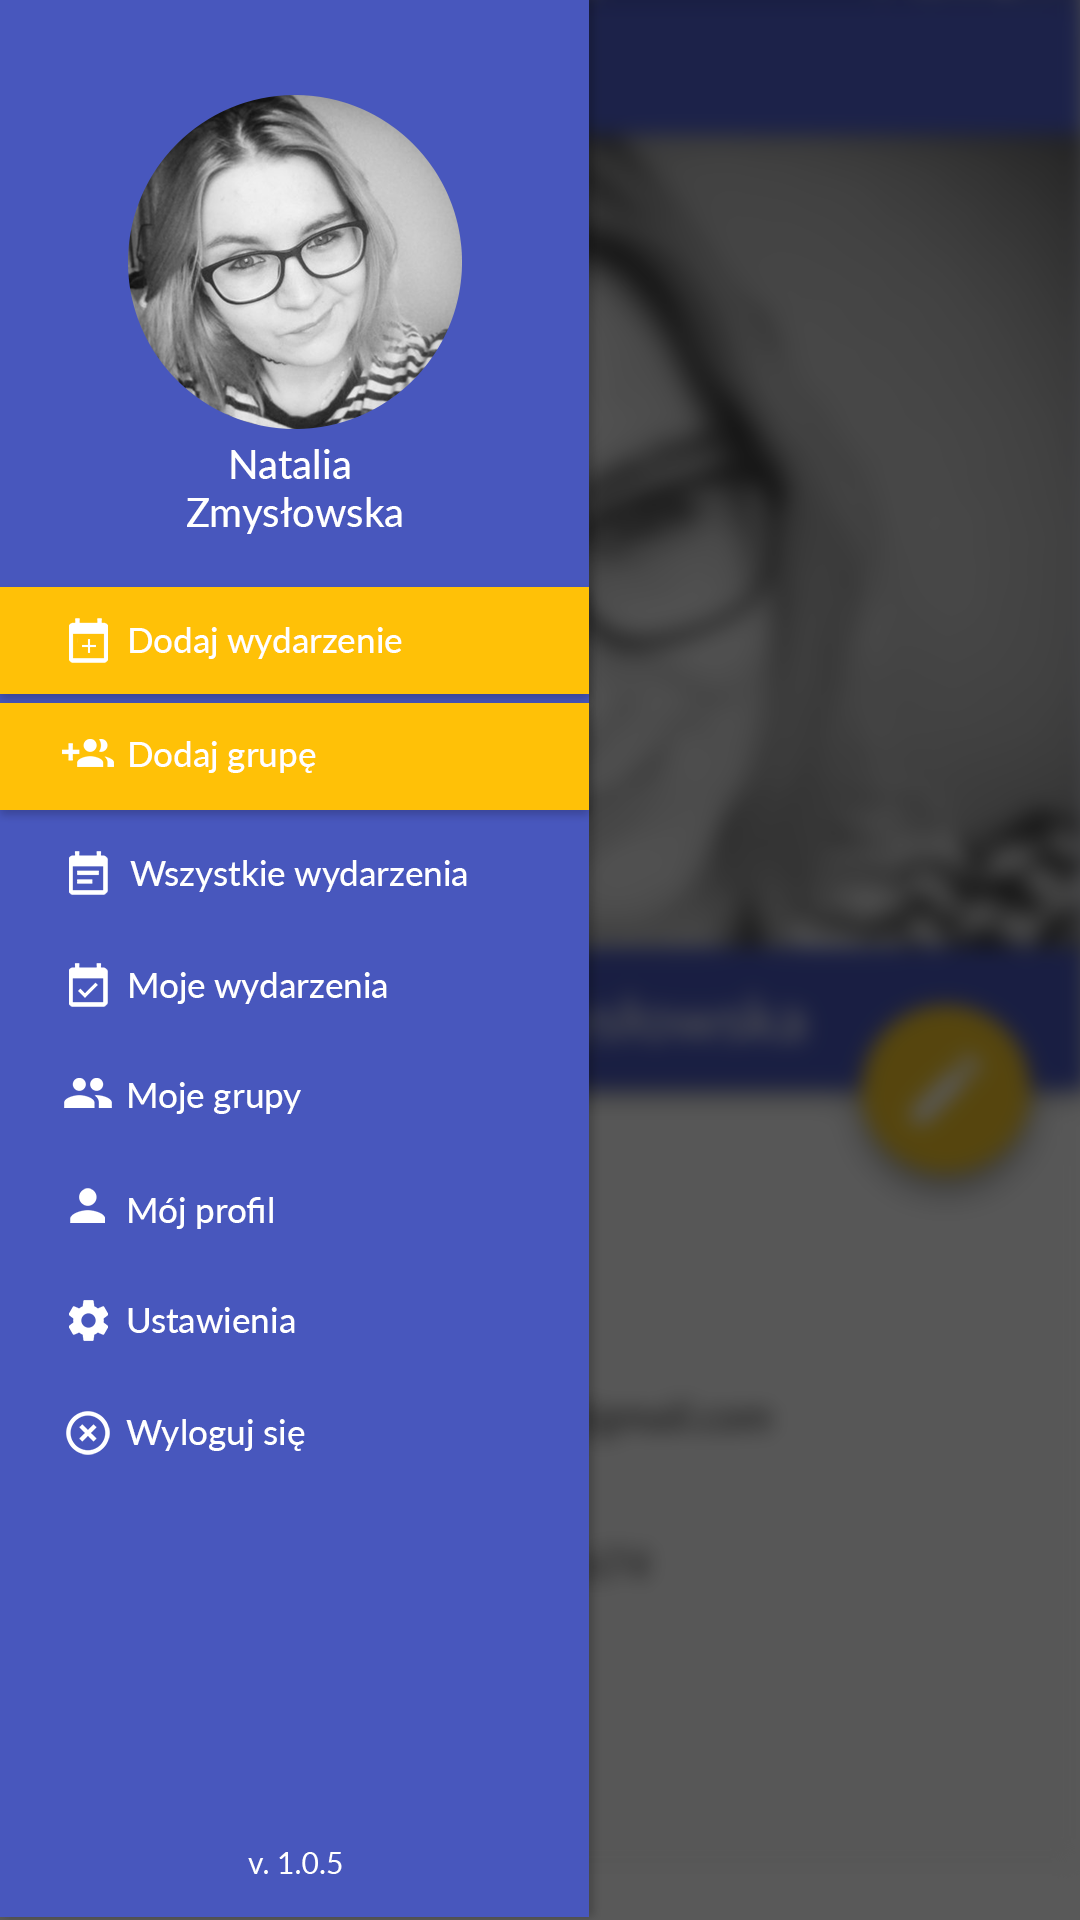 Natalia
Zmysłowska
Dodaj wydarzenie
Dodaj grupę
Wszystkie wydarzenia
Moje wydarzenia
Moje grupy
Mój profil
Ustawienia
Wyloguj się
v. 1.0.5